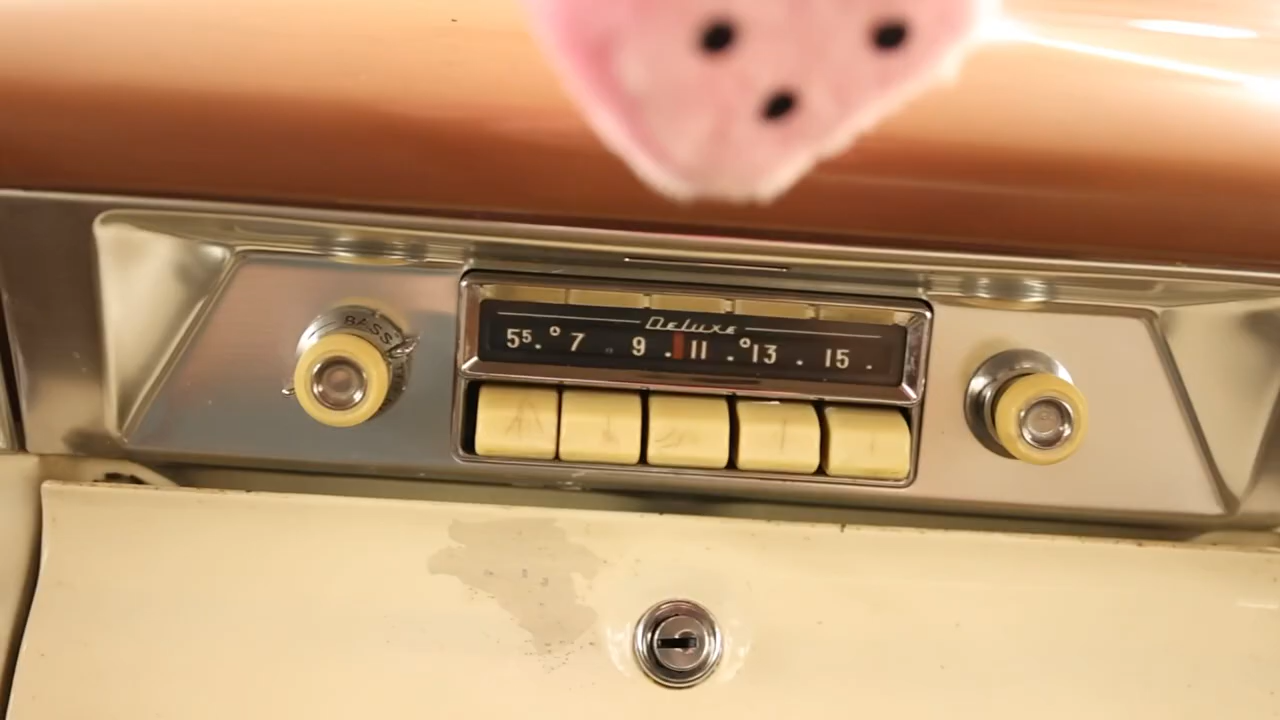 BASS
Deluxe
5⁵. 7 . 9 . 11 . 13 . 15 .